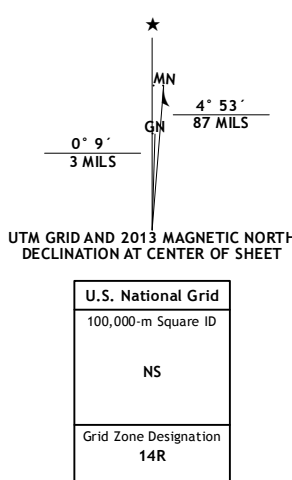 ★
MN
4° 53´
87 MILS
GN
0° 9´
3 MILS
UTM GRID AND 2013 MAGNETIC NORTH
DECLINATION AT CENTER OF SHEET
U.S. National Grid
100,000-m Square ID
NS
Grid Zone Designation
14R